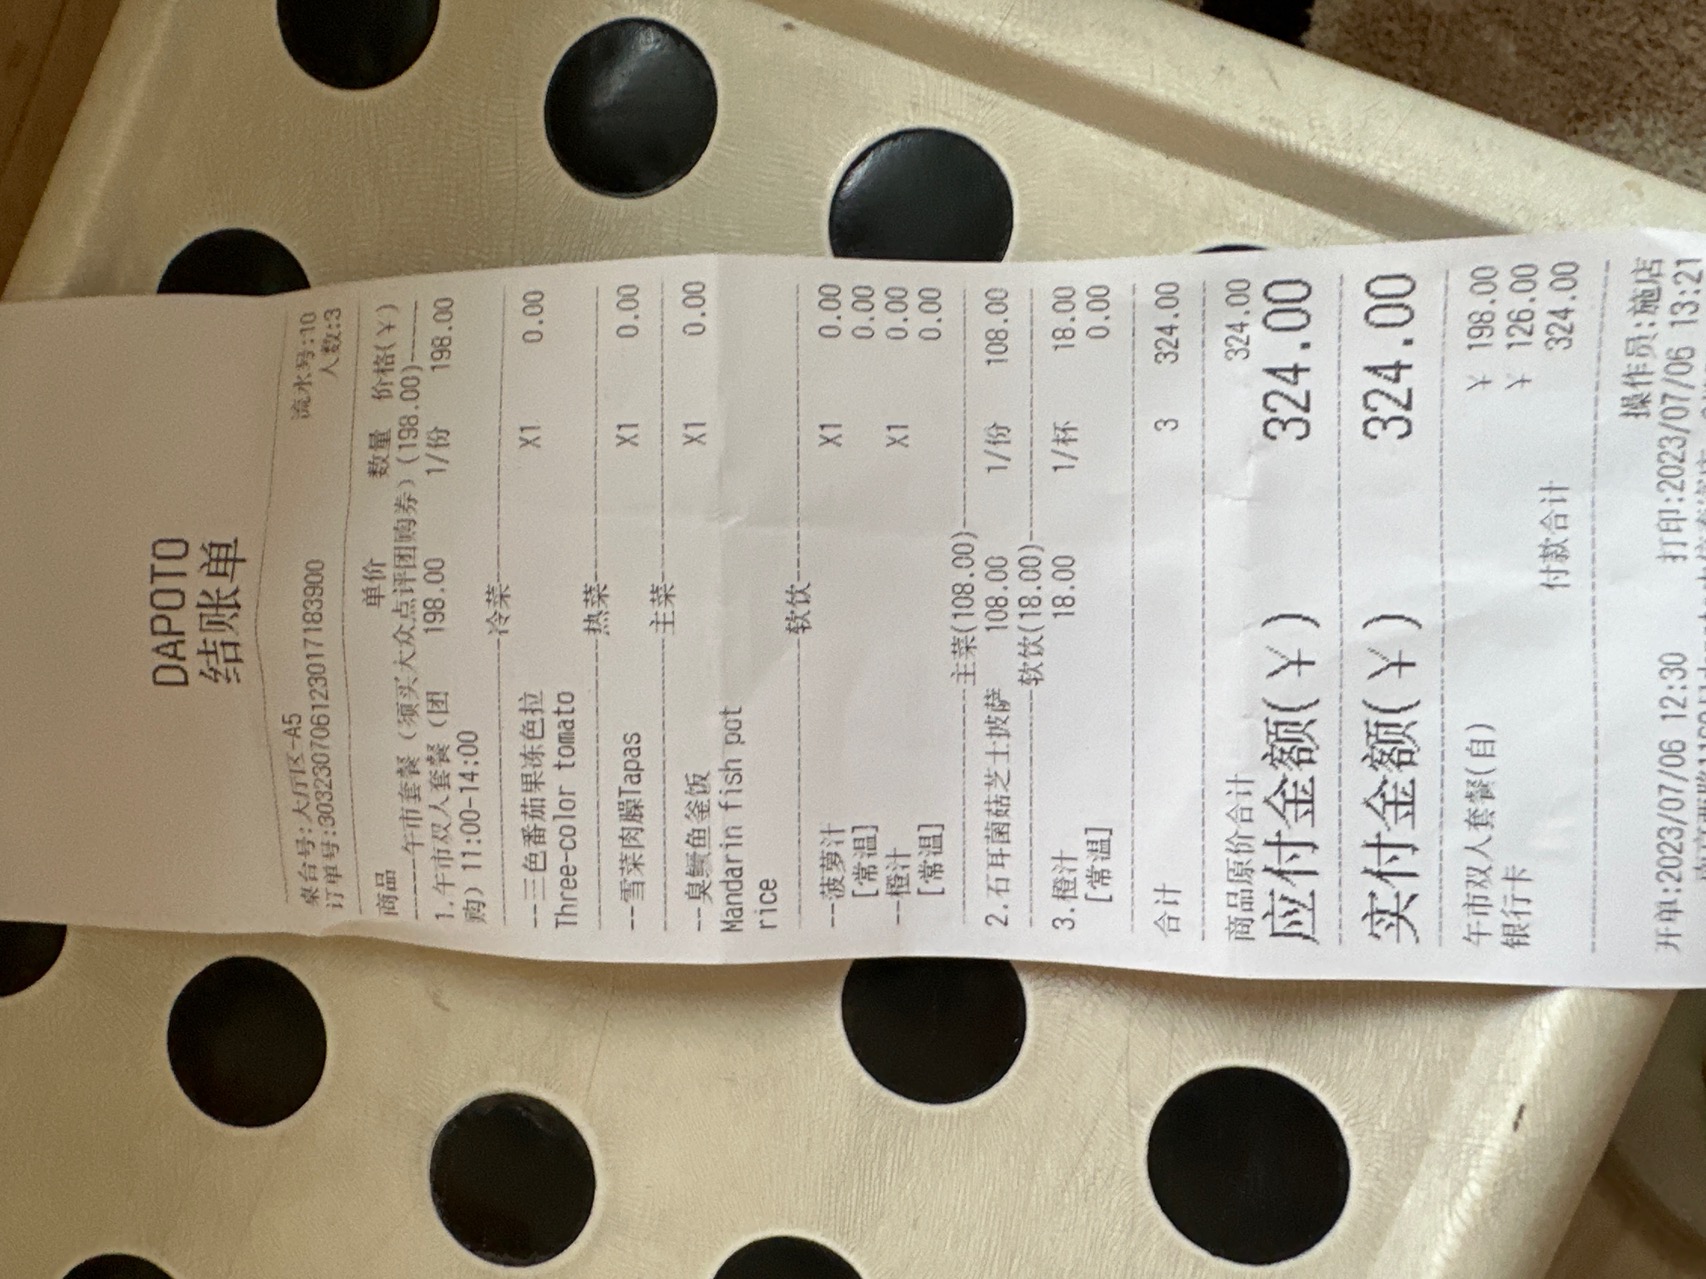 DAPOTO
结账单
桌台号:大厅区-A5 流水号:10
订单号:303230706123017183900 人数:3
商品 单价 数量 价格(¥)
-----午市套餐(须买大众点评团购券)(198.00)-----
1.午市双人套餐(团 198.00 1/份 198.00
购)11:00-14:00
冷菜
--三色番茄果冻色拉 X1 0.00
Three-color tomato
热菜
--雪菜肉臊Tapas X1 0.00
主菜
--臭鳜鱼釜饭 X1 0.00
Mandarin fish pot
rice
软饮
--菠萝汁 X1 0.00
[常温] 0.00
--橙汁 X1 0.00
[常温] 0.00
主菜(108.00)
2.石耳菌菇芝士披萨 108.00 1/份 108.00
软饮(18.00)
3.橙汁 18.00 1/杯 18.00
[常温] 0.00
合计 3 324.00
商品原价合计 324.00
应付金额(¥) 324.00
实付金额(¥) 324.00
午市双人套餐(自) ¥ 198.00
银行卡 ¥ 126.00
付款合计 324.00
操作员:施店
开单:2023/07/06 12:30 打印:2023/07/06 13:21